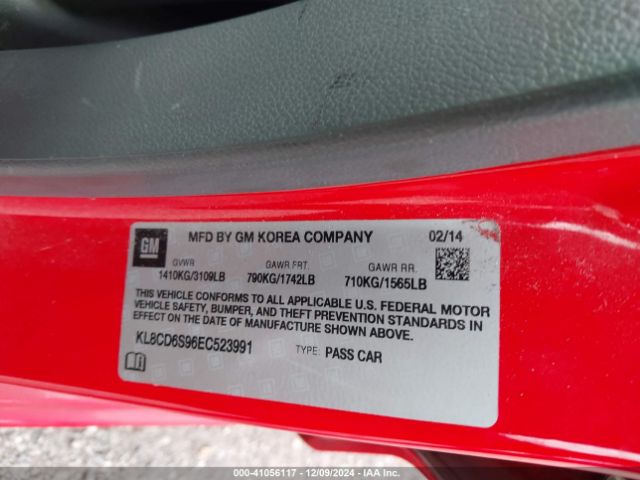 GM
MFD BY GM KOREA COMPANY 02/14
GVWR GAWR FRT. GAWR RR.
1410KG/3109LB 790KG/1742LB 710KG/1565LB
THIS VEHICLE CONFORMS TO ALL APPLICABLE U.S. FEDERAL MOTOR
VEHICLE SAFETY, BUMPER, AND THEFT PREVENTION STANDARDS IN
EFFECT ON THE DATE OF MANUFACTURE SHOWN ABOVE.
KL8CD6S96EC523991 TYPE: PASS CAR
000-41056117 - 12/09/2024 - IAA Inc.